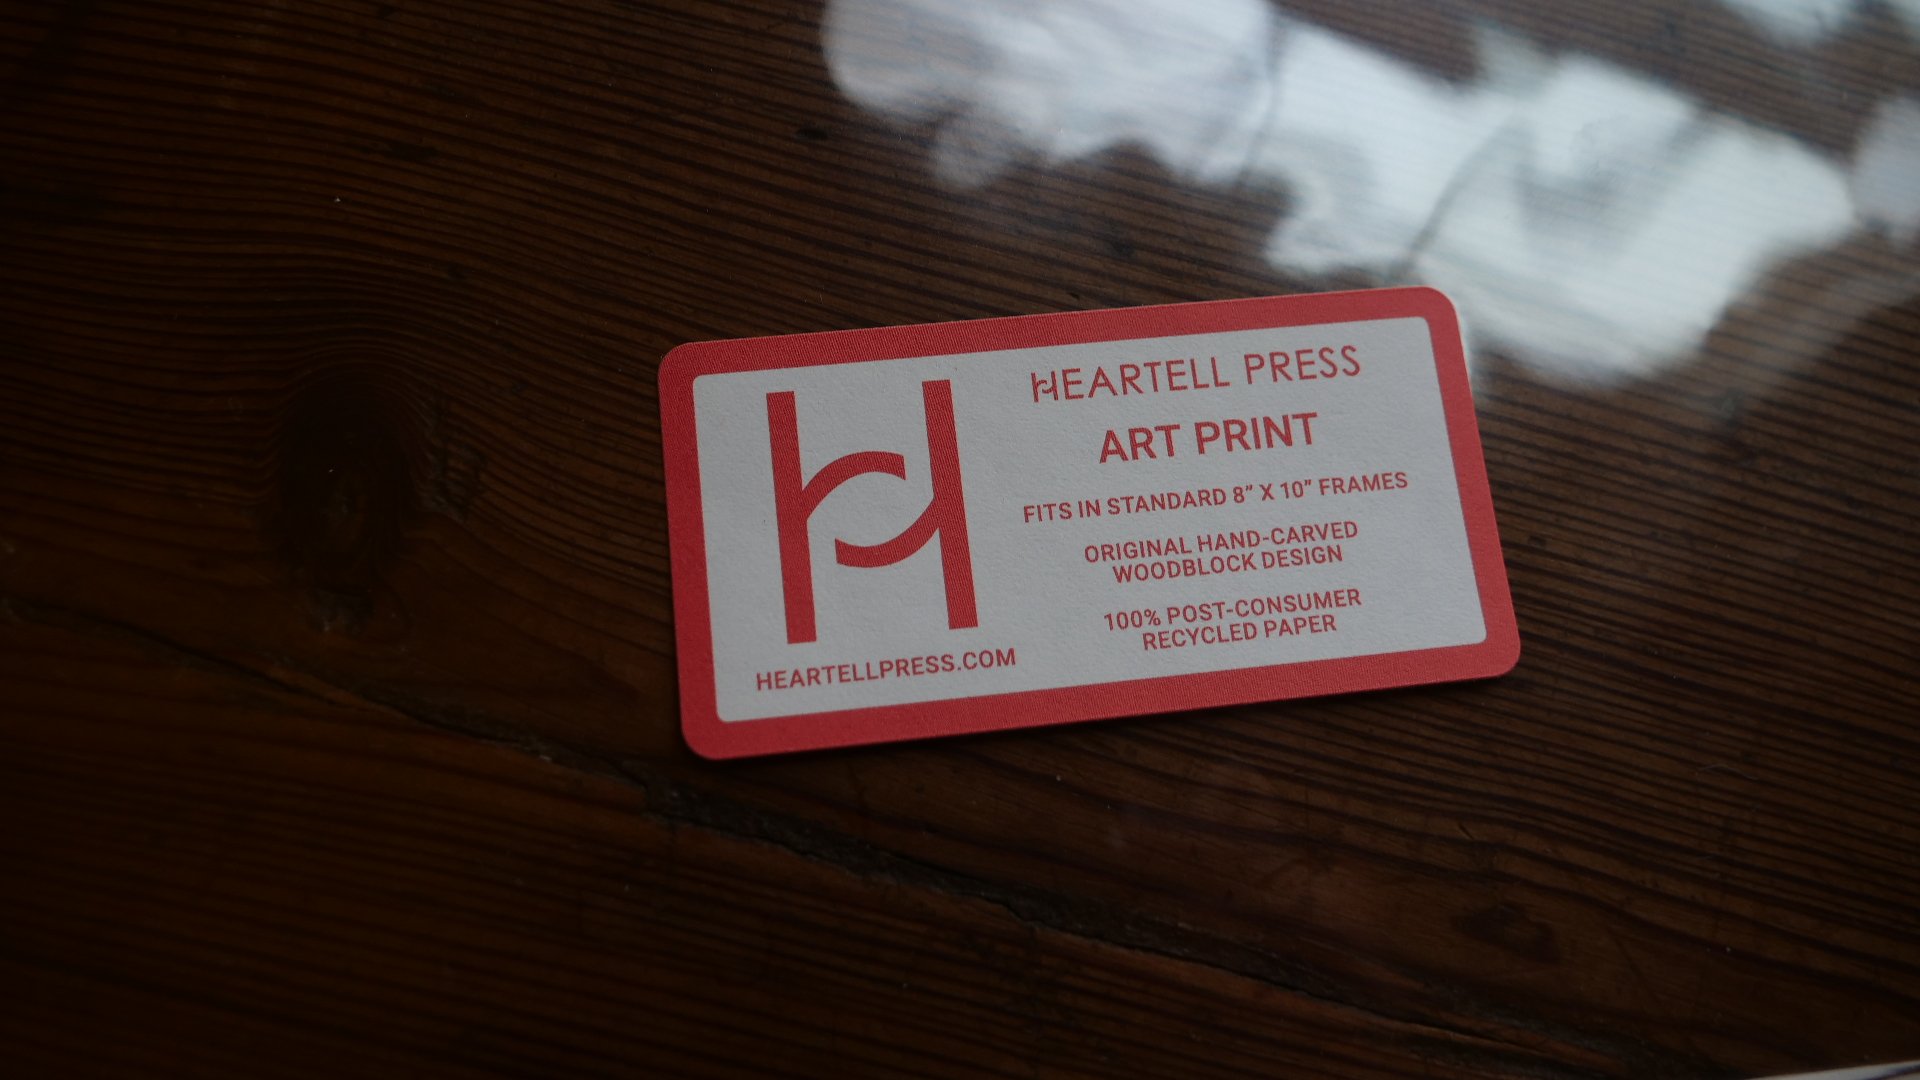 HEARTELL PRESS
ART PRINT
FITS IN STANDARD 8” X 10” FRAMES
ORIGINAL HAND-CARVED
WOODBLOCK DESIGN
100% POST-CONSUMER
RECYCLED PAPER
HEARTELLPRESS.COM